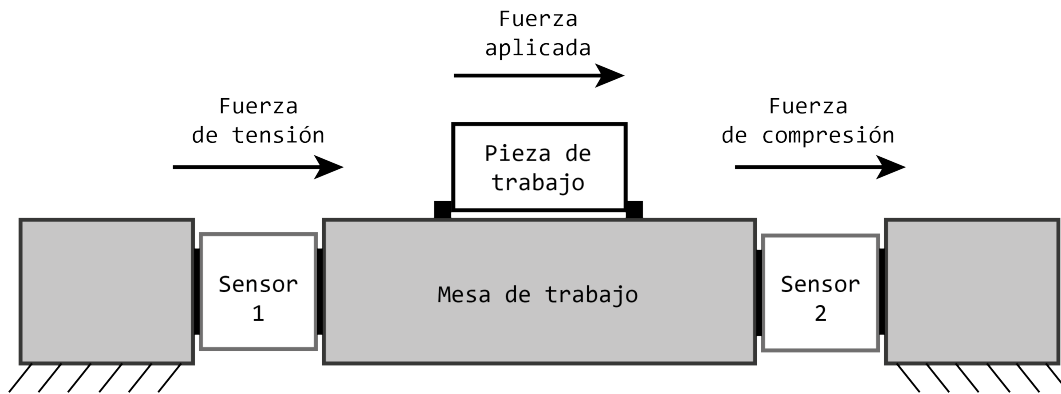 Fuerza
aplicada
Fuerza
de tensión
Fuerza
de compresión
Pieza de
trabajo
Sensor
1
Mesa de trabajo
Sensor
2